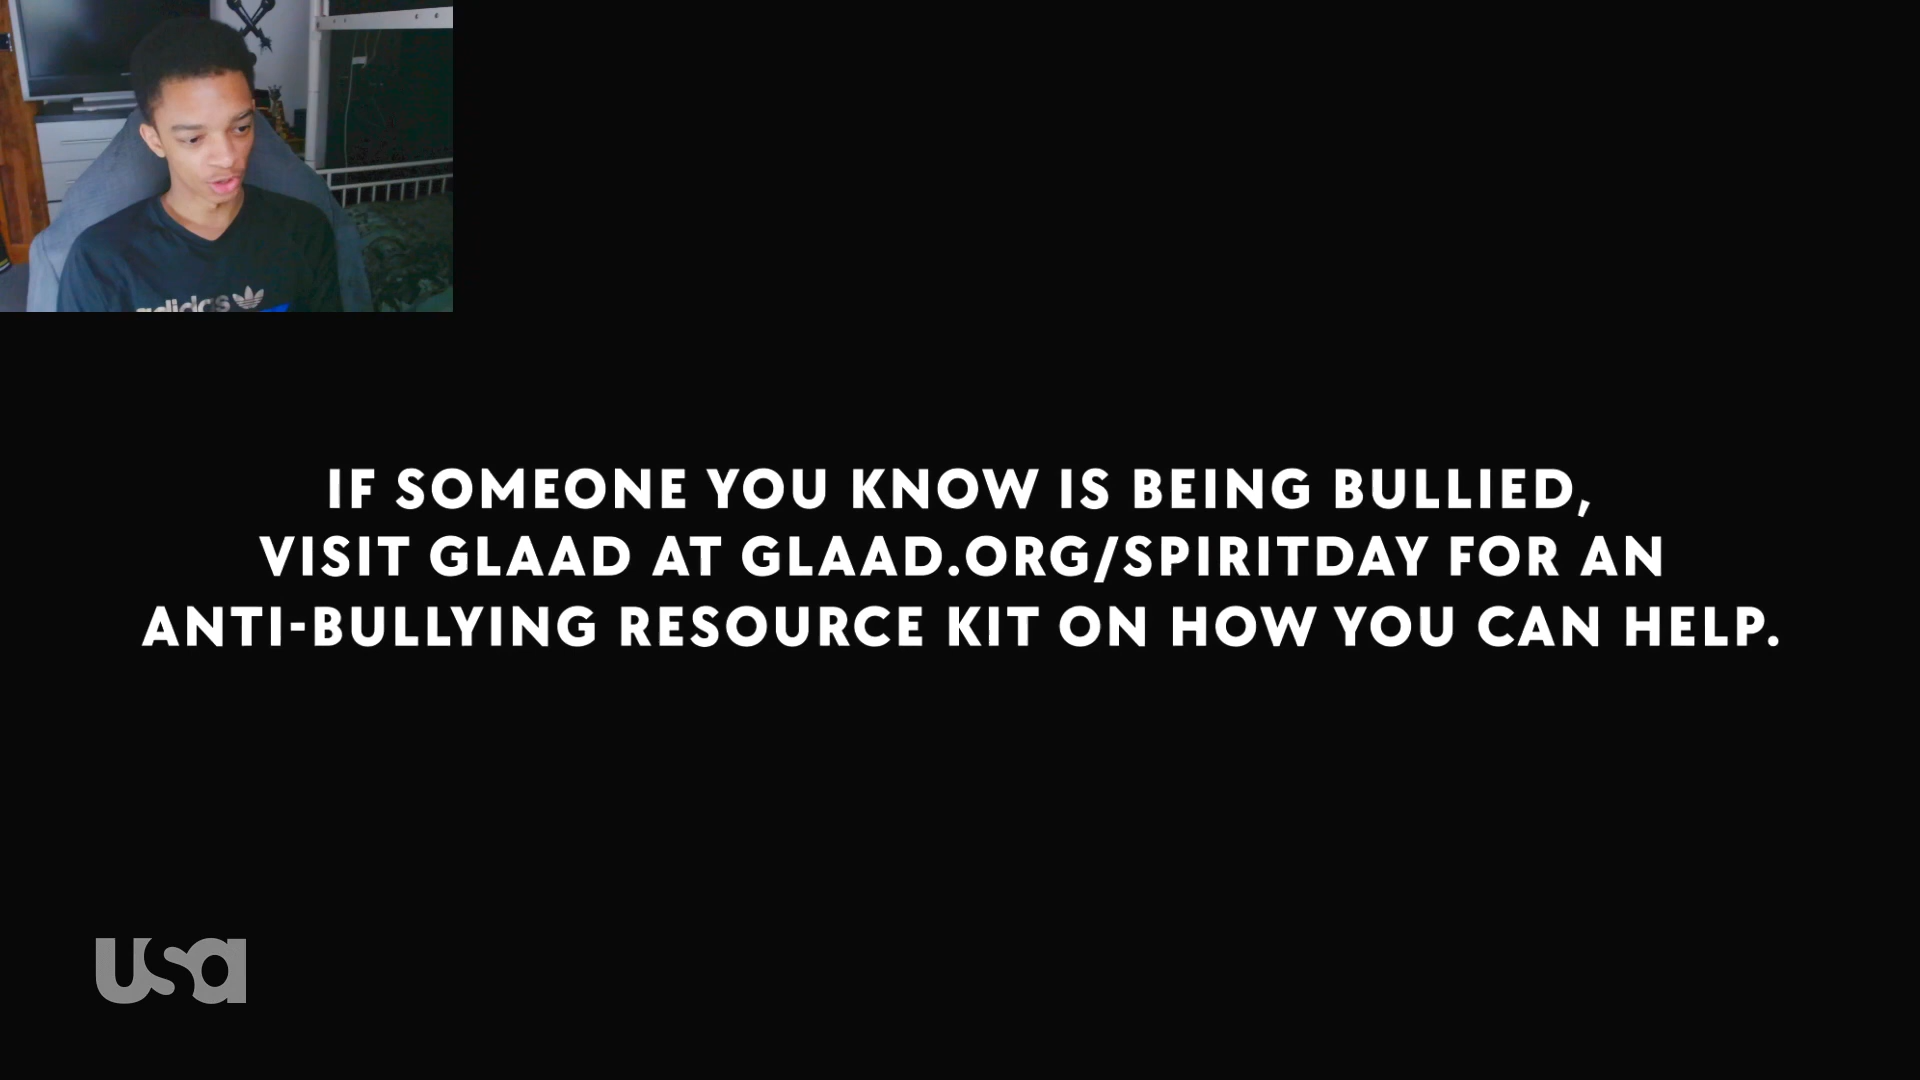 adidas
IF SOMEONE YOU KNOW IS BEING BULLIED,
VISIT GLAAD AT GLAAD.ORG/SPIRITDAY FOR AN
ANTI-BULLYING RESOURCE KIT ON HOW YOU CAN HELP.
usa